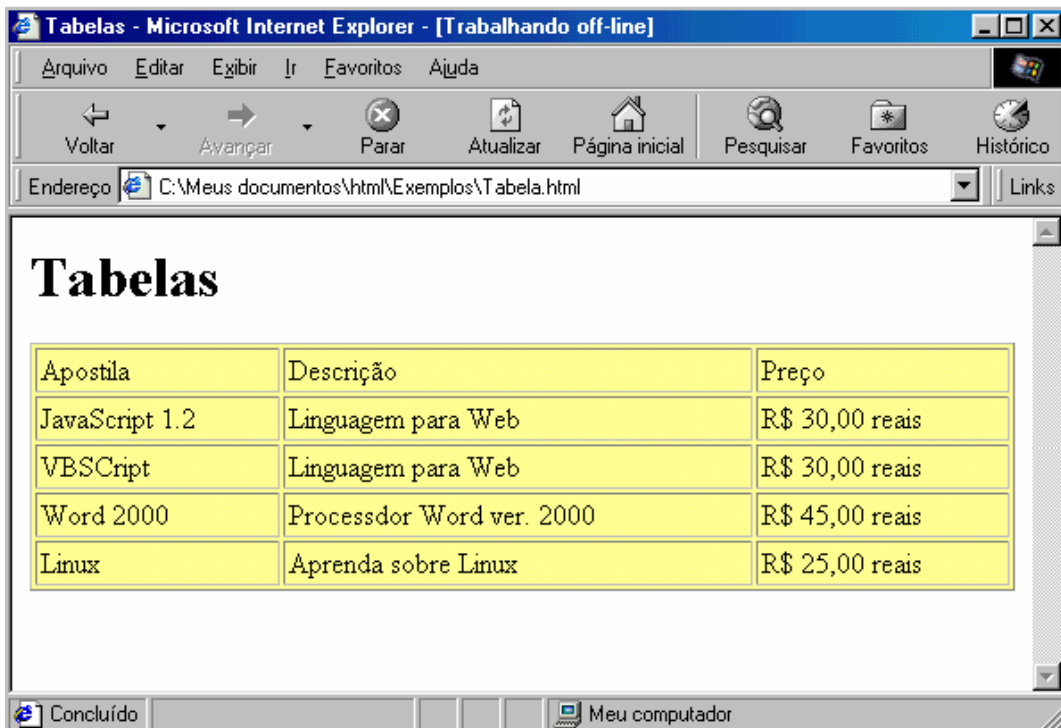 Tabelas - Microsoft Internet Explorer - [Trabalhando off-line]
Arquivo Editar Exibir Ir Favoritos Ajuda
Voltar Avançar Parar Atualizar Página inicial Pesquisar Favoritos Histórico
Endereço C:\Meus documentos\html\Exemplos\Tabela.html Links
Tabelas
Apostila Descrição Preço
JavaScript 1.2 Linguagem para Web R$ 30,00 reais
VBSCript Linguagem para Web R$ 30,00 reais
Word 2000 Processdor Word ver. 2000 R$ 45,00 reais
Linux Aprenda sobre Linux R$ 25,00 reais
Concluído Meu computador